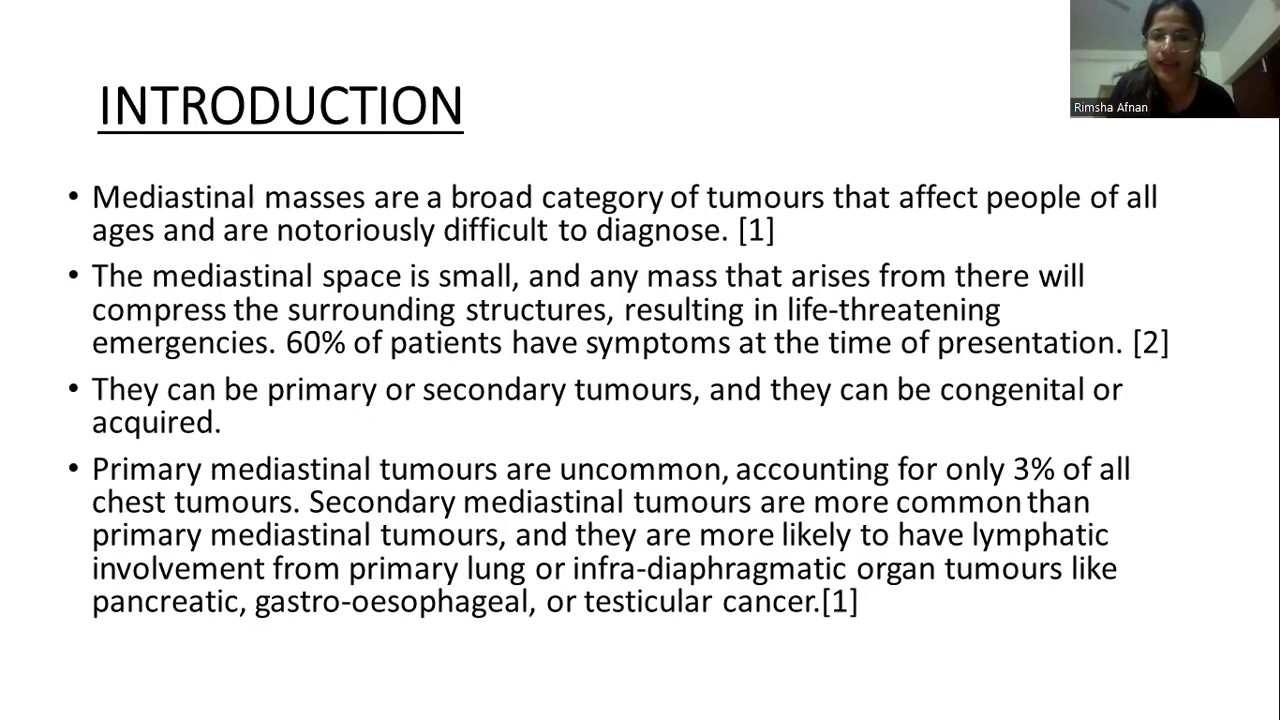 Rimsha Afnan
INTRODUCTION
• Mediastinal masses are a broad category of tumours that affect people of all
ages and are notoriously difficult to diagnose. [1]
• The mediastinal space is small, and any mass that arises from there will
compress the surrounding structures, resulting in life-threatening
emergencies. 60% of patients have symptoms at the time of presentation. [2]
• They can be primary or secondary tumours, and they can be congenital or
acquired.
• Primary mediastinal tumours are uncommon, accounting for only 3% of all
chest tumours. Secondary mediastinal tumours are more common than
primary mediastinal tumours, and they are more likely to have lymphatic
involvement from primary lung or infra-diaphragmatic organ tumours like
pancreatic, gastro-oesophageal, or testicular cancer.[1]